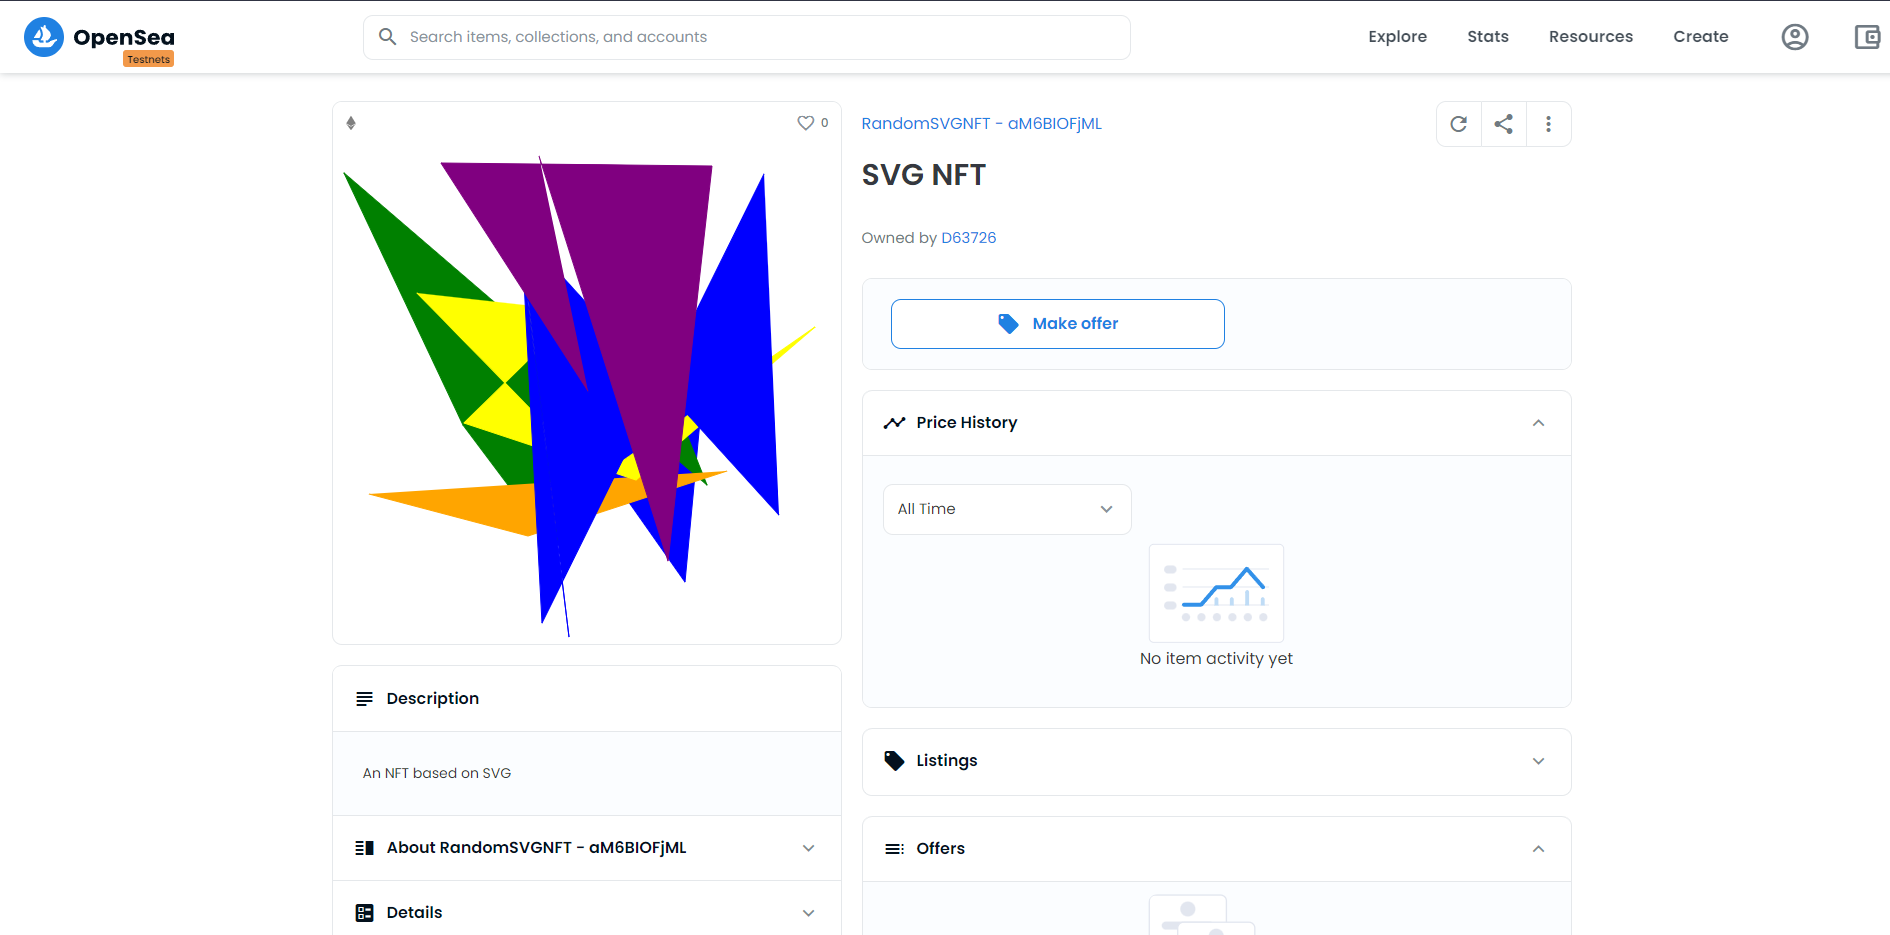 OpenSea
Testnets
Search items, collections, and accounts
Explore
Stats
Resources
Create
0
RandomSVGNFT - aM6BIOFjML
SVG NFT
Owned by D63726
Make offer
Price History
All Time
No item activity yet
Description
An NFT based on SVG
About RandomSVGNFT - aM6BIOFjML
Details
Listings
Offers